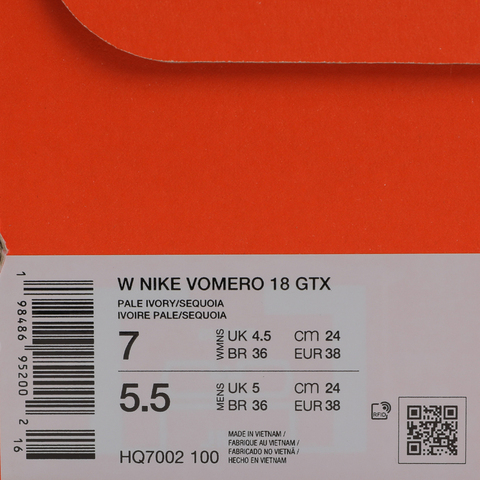 W NIKE VOMERO 18 GTX
PALE IVORY/SEQUOIA
IVOIRE PALE/SEQUOIA
7 WMNS UK 4.5 cm 24
BR 36 EUR 38
5.5 MENS UK 5 cm 24
BR 36 EUR 38
RFID
MADE IN VIETNAM /
FABRIQUE AU VIETNAM /
FABRICADO NO VIETNÃ /
HECHO EN VIETNAM
HQ7002 100
1 98486 95200 2 16